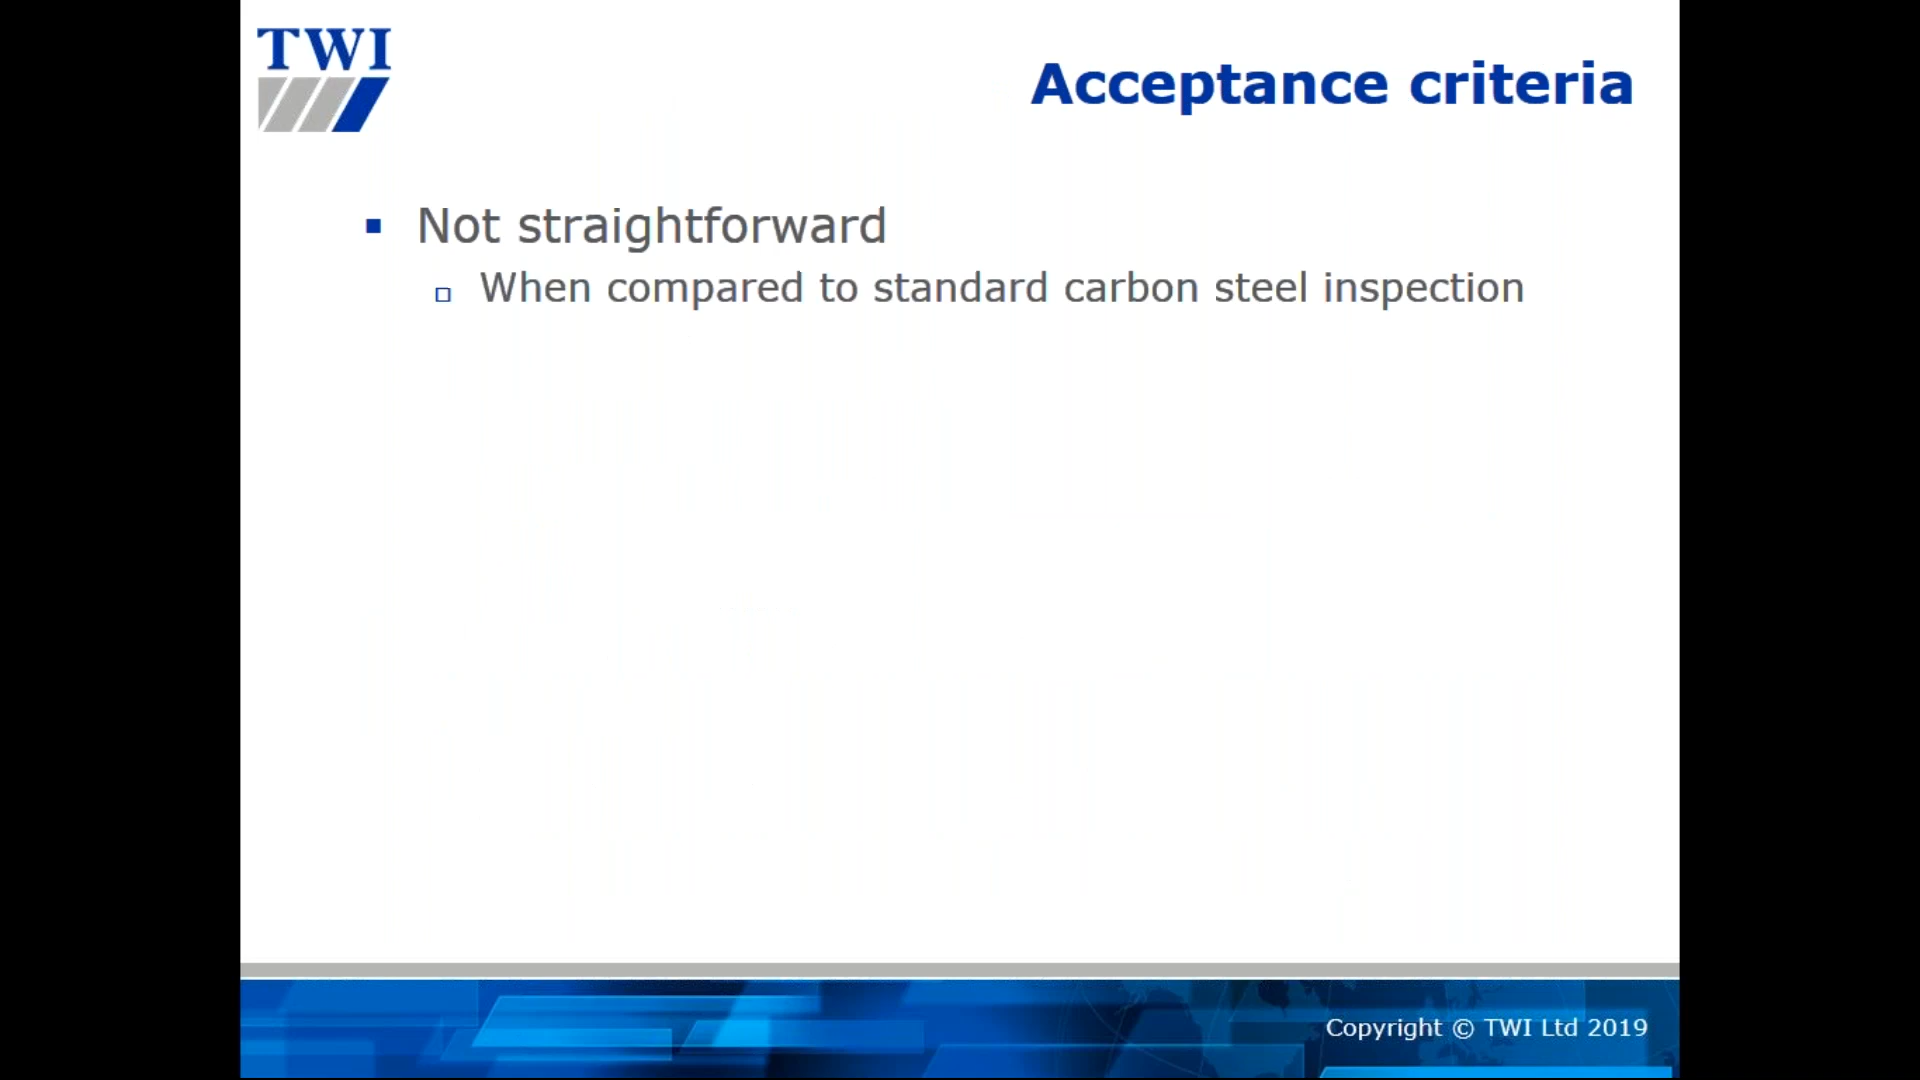 TWI
Acceptance criteria
Not straightforward
When compared to standard carbon steel inspection
Copyright © TWI Ltd 2019